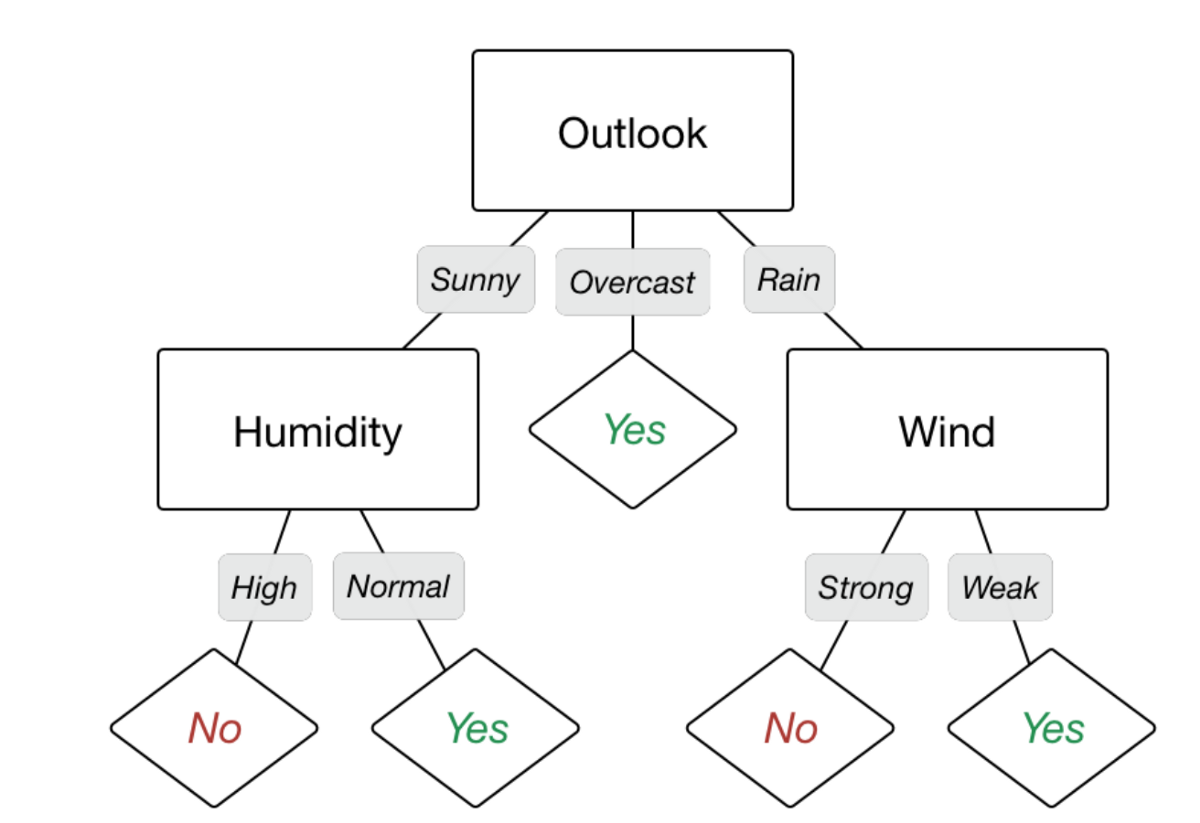 Outlook
Sunny
Overcast
Rain
Humidity
Yes
Wind
High
Normal
Strong
Weak
No
Yes
No
Yes